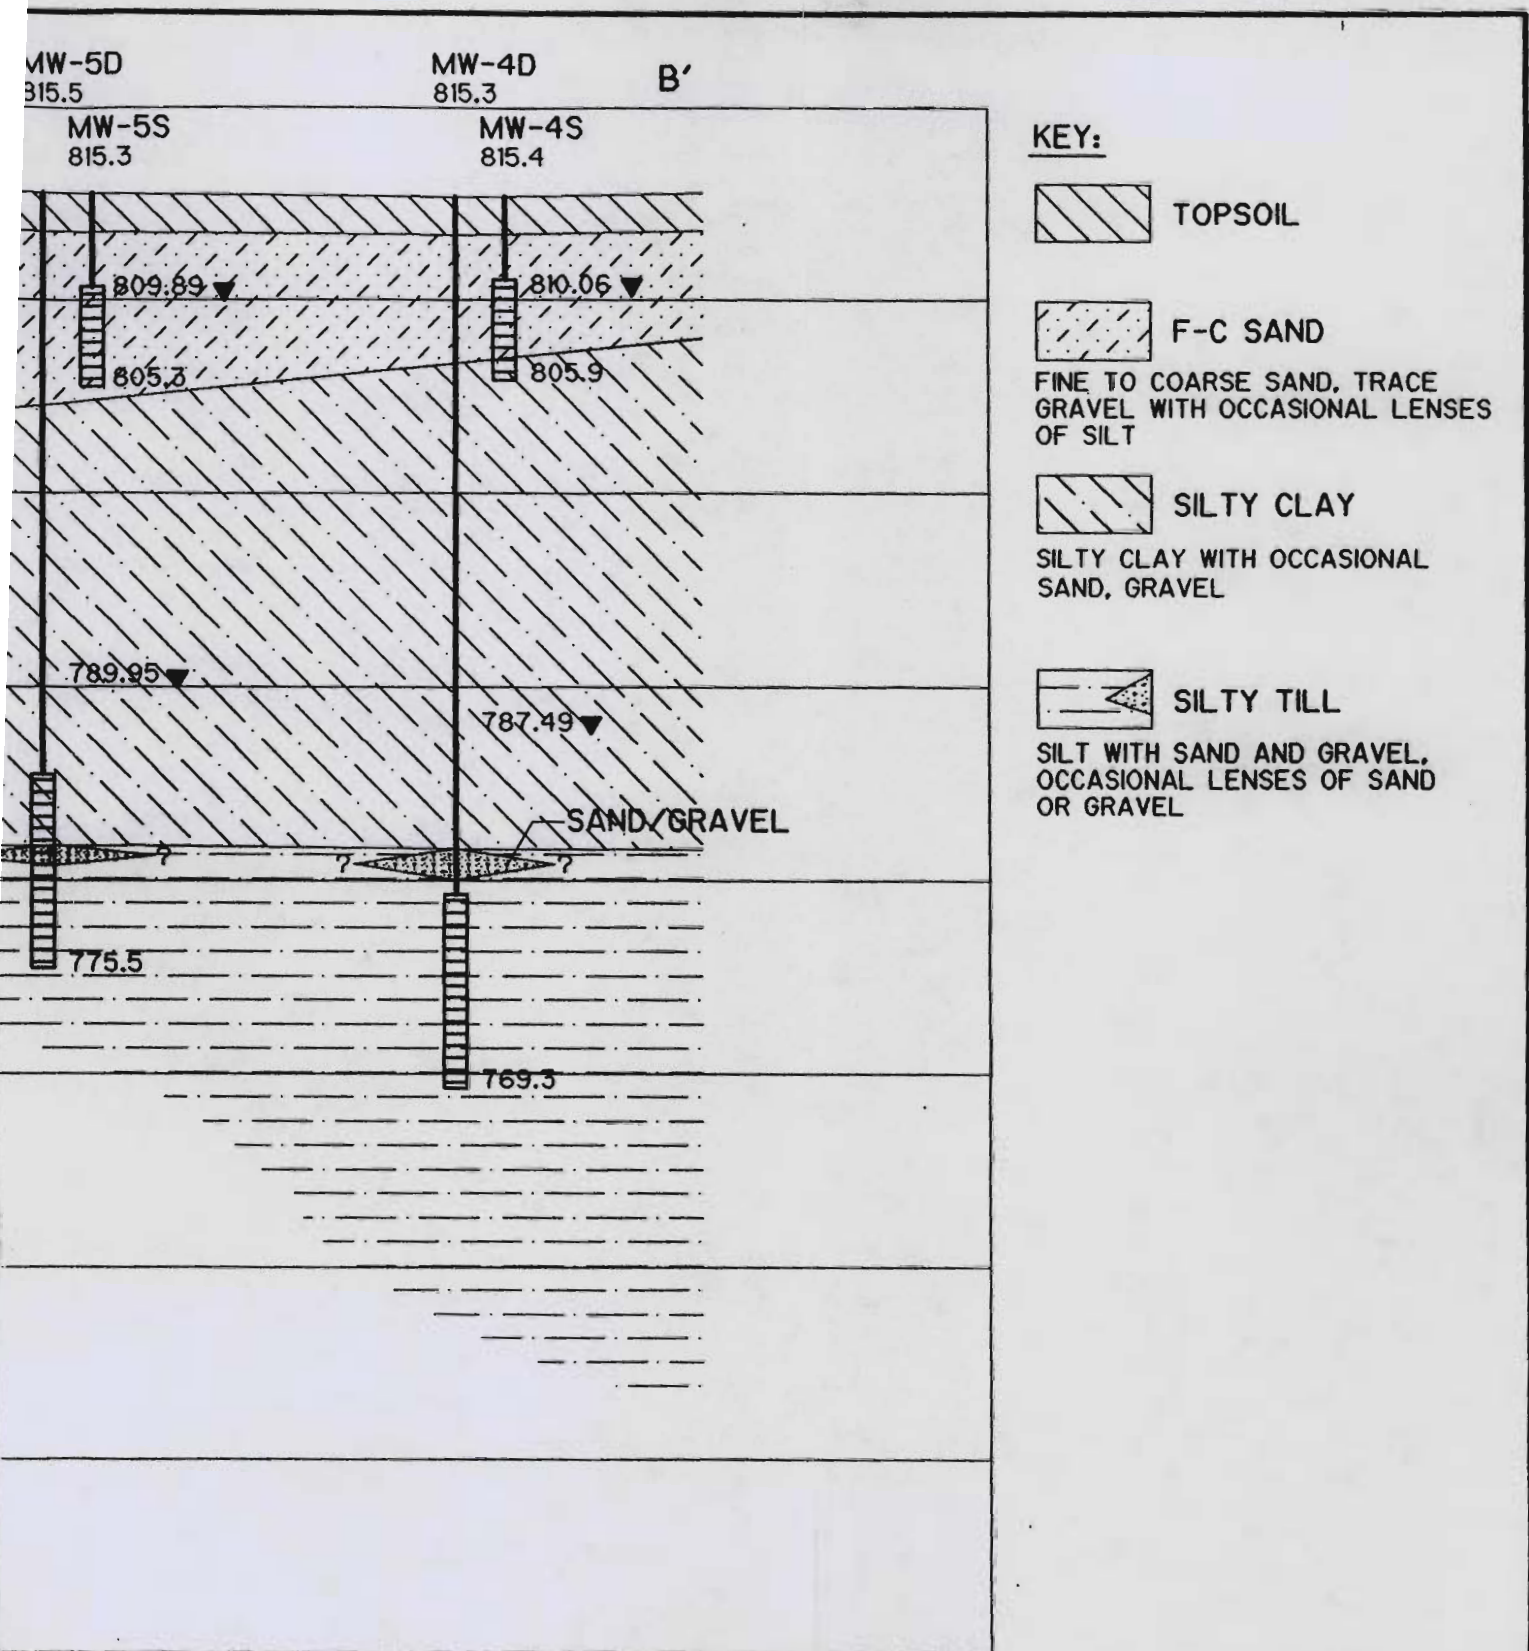 MW-5D
815.5
MW-4D
815.3
B′
MW-5S
815.3
MW-4S
815.4
809.89
810.06
805.3
805.9
789.95
787.49
SAND/GRAVEL
?
?
?
775.5
769.3
KEY:
TOPSOIL
F-C SAND
FINE TO COARSE SAND, TRACE
GRAVEL WITH OCCASIONAL LENSES
OF SILT
SILTY CLAY
SILTY CLAY WITH OCCASIONAL
SAND, GRAVEL
SILTY TILL
SILT WITH SAND AND GRAVEL,
OCCASIONAL LENSES OF SAND
OR GRAVEL